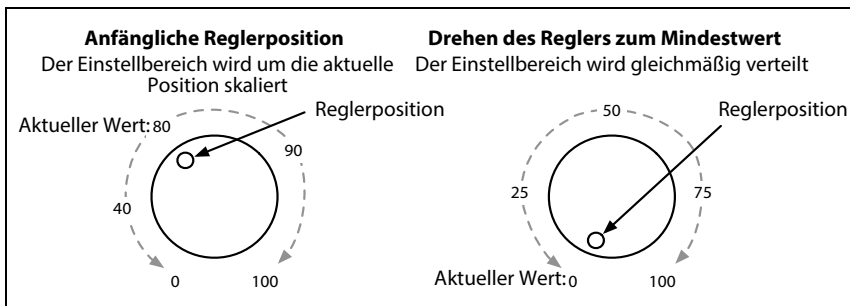 Anfängliche Reglerposition
Der Einstellbereich wird um die aktuelle
Position skaliert
Reglerposition
Aktueller Wert: 80
90
40
0
100
Drehen des Reglers zum Mindestwert
Der Einstellbereich wird gleichmäßig verteilt
50
Reglerposition
25
75
Aktueller Wert: 0
100